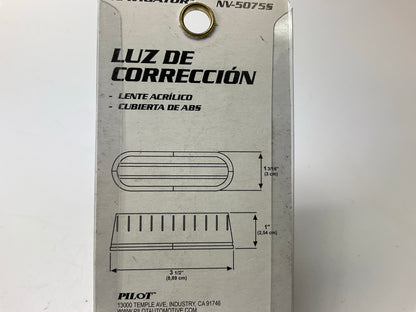 NAVIGATOR® NV-5075S
LUZ DE
CORRECCIÓN
- LENTE ACRÍLICO
- CUBIERTA DE ABS
1 3/16"
(3 cm)
1"
(2,54 cm)
3 1/2"
(8,89 cm)
PILOT®
13000 TEMPLE AVE. INDUSTRY, CA 91746
WWW.PILOTAUTOMOTIVE.COM